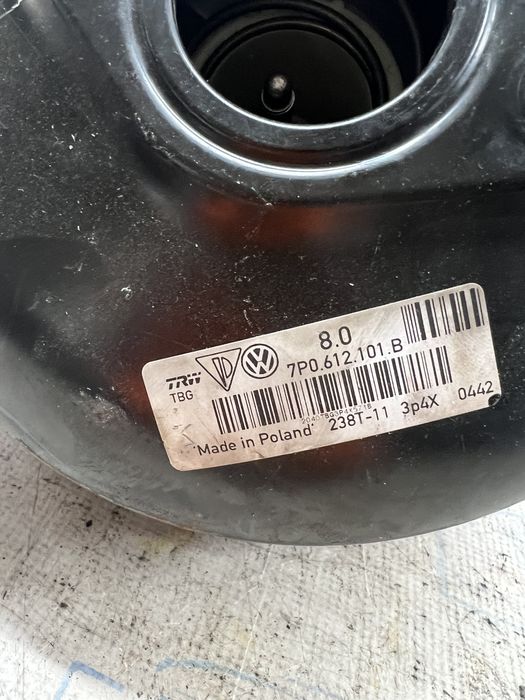 8.0
TRW
7P0.612.101.B
TBG
'Made in Poland' 238T-11 3p4X 0442